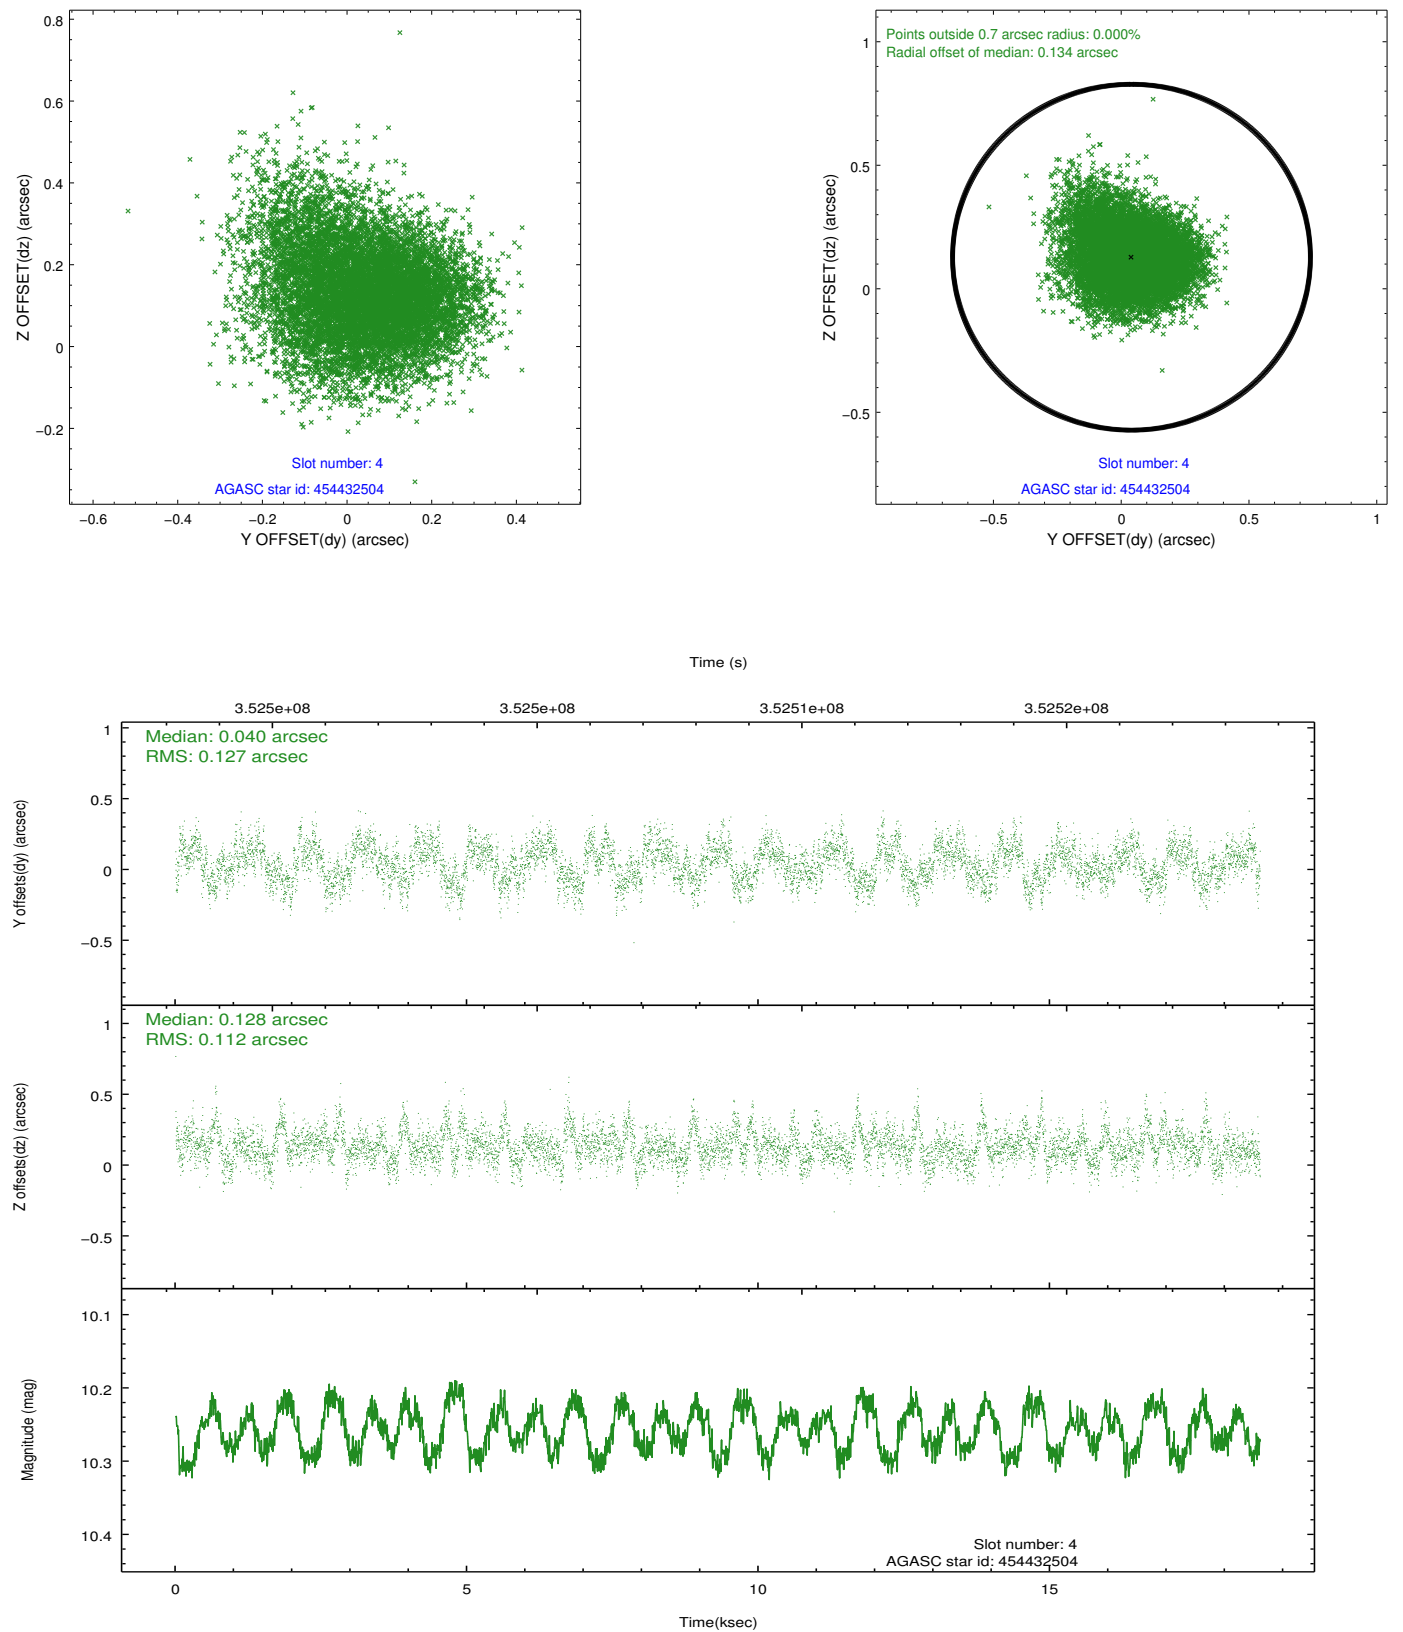 0.8
0.6
0.4
0.2
0
−0.2
−0.6
−0.4
−0.2
0
0.2
0.4
Z OFFSET(dz) (arcsec)
Y OFFSET(dy) (arcsec)
Slot number: 4
AGASC star id: 454432504
Points outside 0.7 arcsec radius: 0.000%
Radial offset of median: 0.134 arcsec
1
0.5
0
−0.5
−0.5
0
0.5
1
Z OFFSET(dz) (arcsec)
Y OFFSET(dy) (arcsec)
Slot number: 4
AGASC star id: 454432504
Time (s)
3.525e+08
3.525e+08
3.5251e+08
3.5252e+08
Median: 0.040 arcsec
RMS: 0.127 arcsec
1
0.5
0
−0.5
Y offsets(dy) (arcsec)
Median: 0.128 arcsec
RMS: 0.112 arcsec
1
0.5
0
−0.5
Z offsets(dz) (arcsec)
10.1
10.2
10.3
10.4
Magnitude (mag)
Slot number: 4
AGASC star id: 454432504
0
5
10
15
Time(ksec)